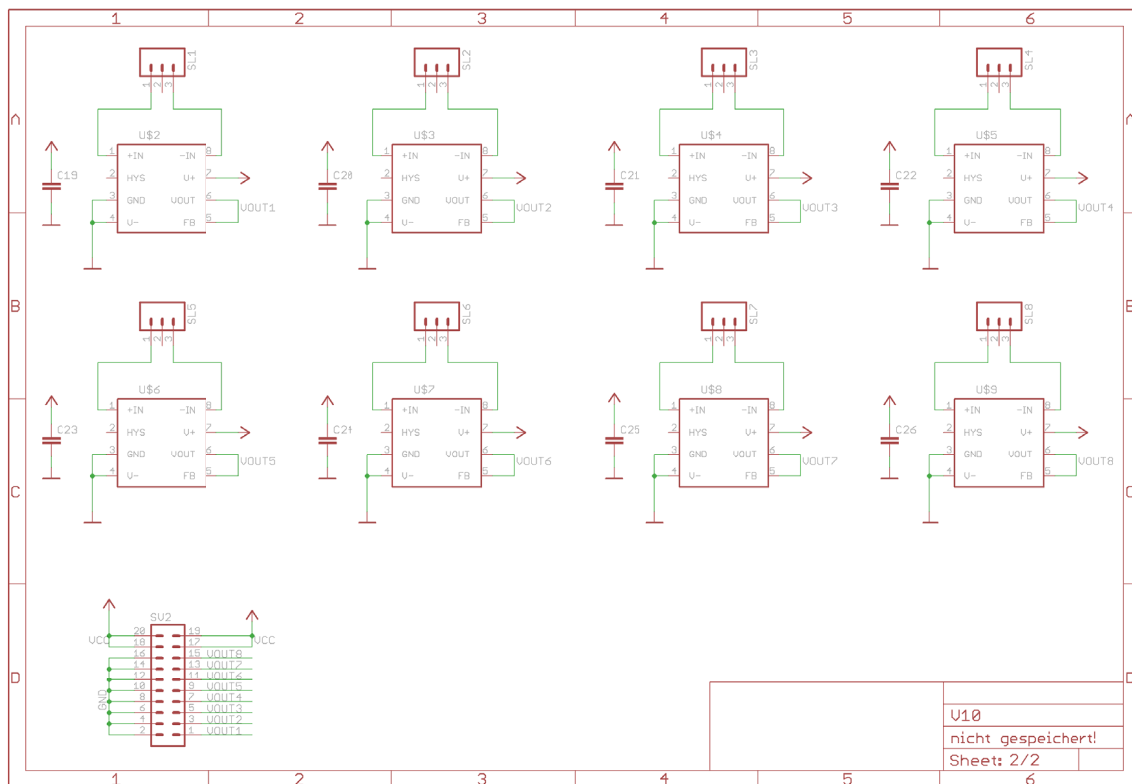 1 2 3 4 5 6
A A
SL1 SL2 SL3 SL4
1 2 3 1 2 3 1 2 3 1 2 3
U$2 U$3 U$4 U$5
1 +IN -IN 8 1 +IN -IN 8 1 +IN -IN 8 1 +IN -IN 8
C19 2 HYS V+ 7 C20 2 HYS V+ 7 C21 2 HYS V+ 7 C22 2 HYS V+ 7
3 GND VOUT 6 3 GND VOUT 6 3 GND VOUT 6 3 GND VOUT 6
VOUT1 VOUT2 VOUT3 VOUT4
4 V- FB 5 4 V- FB 5 4 V- FB 5 4 V- FB 5
B B
SL5 SL6 SL7 SL8
1 2 3 1 2 3 1 2 3 1 2 3
U$6 U$7 U$8 U$9
1 +IN -IN 8 1 +IN -IN 8 1 +IN -IN 8 1 +IN -IN 8
C23 2 HYS V+ 7 C24 2 HYS V+ 7 C25 2 HYS V+ 7 C26 2 HYS V+ 7
3 GND VOUT 6 3 GND VOUT 6 3 GND VOUT 6 3 GND VOUT 6
VOUT5 VOUT6 VOUT7 VOUT8
4 V- FB 5 4 V- FB 5 4 V- FB 5 4 V- FB 5
C C
SV2
20 19
VCC VCC
18 17
16 15 VOUT8
14 13 VOUT7
12 11 VOUT6
10 9 VOUT5
GND
8 7 VOUT4
6 5 VOUT3
4 3 VOUT2
2 1 VOUT1
D D
V10
nicht gespeichert!
Sheet: 2/2
1 2 3 4 5 6